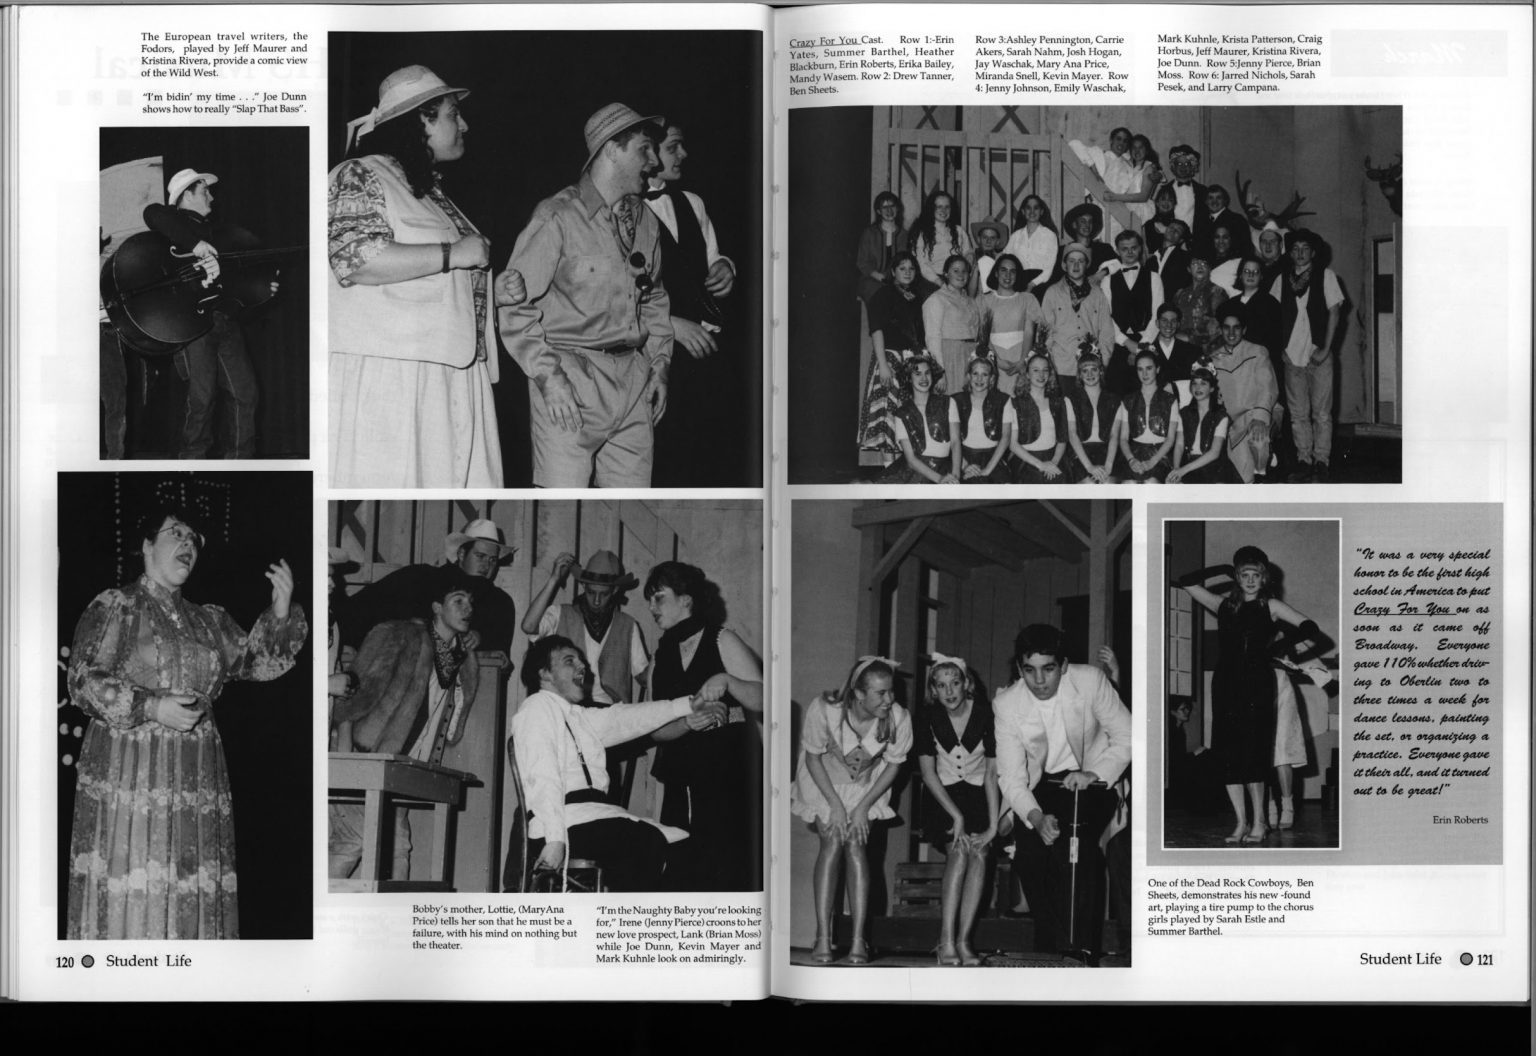 The European travel writers, the
Fodors, played by Jeff Maurer and
Kristina Rivera, provide a comic view
of the Wild West.
"I'm bidin' my time . . ." Joe Dunn
shows how to really "Slap That Bass".
Bobby's mother, Lottie, (MaryAna
Price) tells her son that he must be a
failure, with his mind on nothing but
the theater.
"I'm the Naughty Baby you're looking
for," Irene (Jenny Pierce) croons to her
new love prospect, Lank (Brian Moss)
while Joe Dunn, Kevin Mayer and
Mark Kuhnle look on admiringly.
120 Student Life
Crazy For You Cast. Row 1:-Erin
Yates, Summer Barthel, Heather
Blackburn, Erin Roberts, Erika Bailey,
Mandy Wasem. Row 2: Drew Tanner,
Ben Sheets.
Row 3:Ashley Pennington, Carrie
Akers, Sarah Nahm, Josh Hogan,
Jay Waschak, Mary Ana Price,
Miranda Snell, Kevin Mayer. Row
4: Jenny Johnson, Emily Waschak,
Mark Kuhnle, Krista Patterson, Craig
Horbus, Jeff Maurer, Kristina Rivera,
Joe Dunn. Row 5:Jenny Pierce, Brian
Moss. Row 6: Jarred Nichols, Sarah
Pesek, and Larry Campana.
"It was a very special
honor to be the first high
school in America to put
Crazy For You on as
soon as it came off
Broadway. Everyone
gave 110% whether driv-
ing to Oberlin two to
three times a week for
dance lessons, painting
the set, or organizing a
practice. Everyone gave
it their all, and it turned
out to be great!"
Erin Roberts
One of the Dead Rock Cowboys, Ben
Sheets, demonstrates his new -found
art, playing a tire pump to the chorus
girls played by Sarah Estle and
Summer Barthel.
Student Life 121